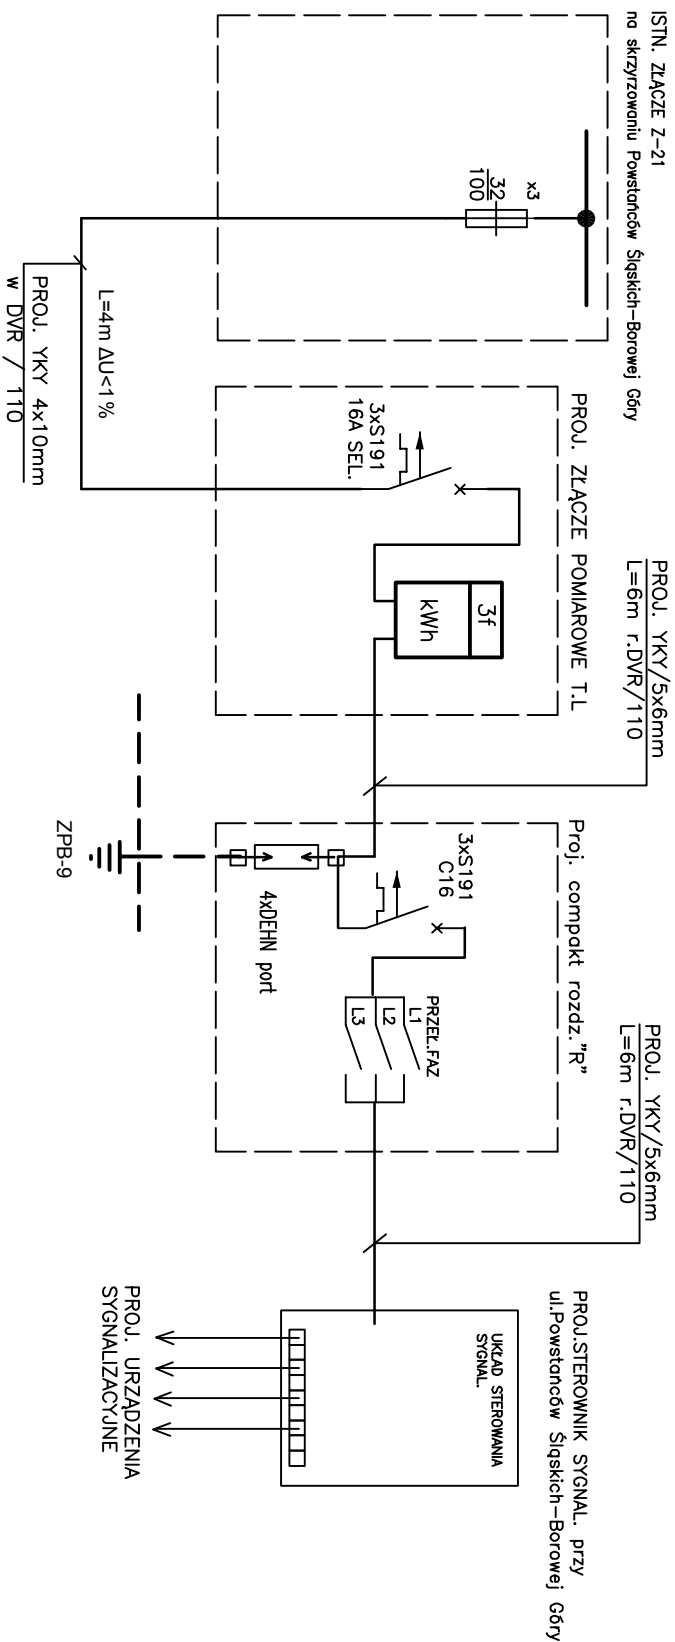 ISTN. ZŁĄCZE Z-21
na skrzyrzowaniu Powstańców Śląskich-Borowej Góry
x3
32
100
L=4m ΔU<1%
PROJ. YKY 4x10mm
w DVR / 110
PROJ. ZŁĄCZE POMIAROWE T.L
3xS191
16A SEL.
3f
kWh
PROJ. YKY/5x6mm
L=6m r.DVR/110
Proj. compakt rozdz."R"
3xS191
C16
4xDEHN port
ZPB-9
PRZEŁ.FAZ
L1
L2
L3
PROJ. YKY/5x6mm
L=6m r.DVR/110
PROJ.STEROWNIK SYGNAL. przy
ul.Powstańców Śląskich-Borowej Góry
UKŁAD STEROWANIA
SYGNAL.
PROJ. URZĄDZENIA
SYGNALIZACYJNE